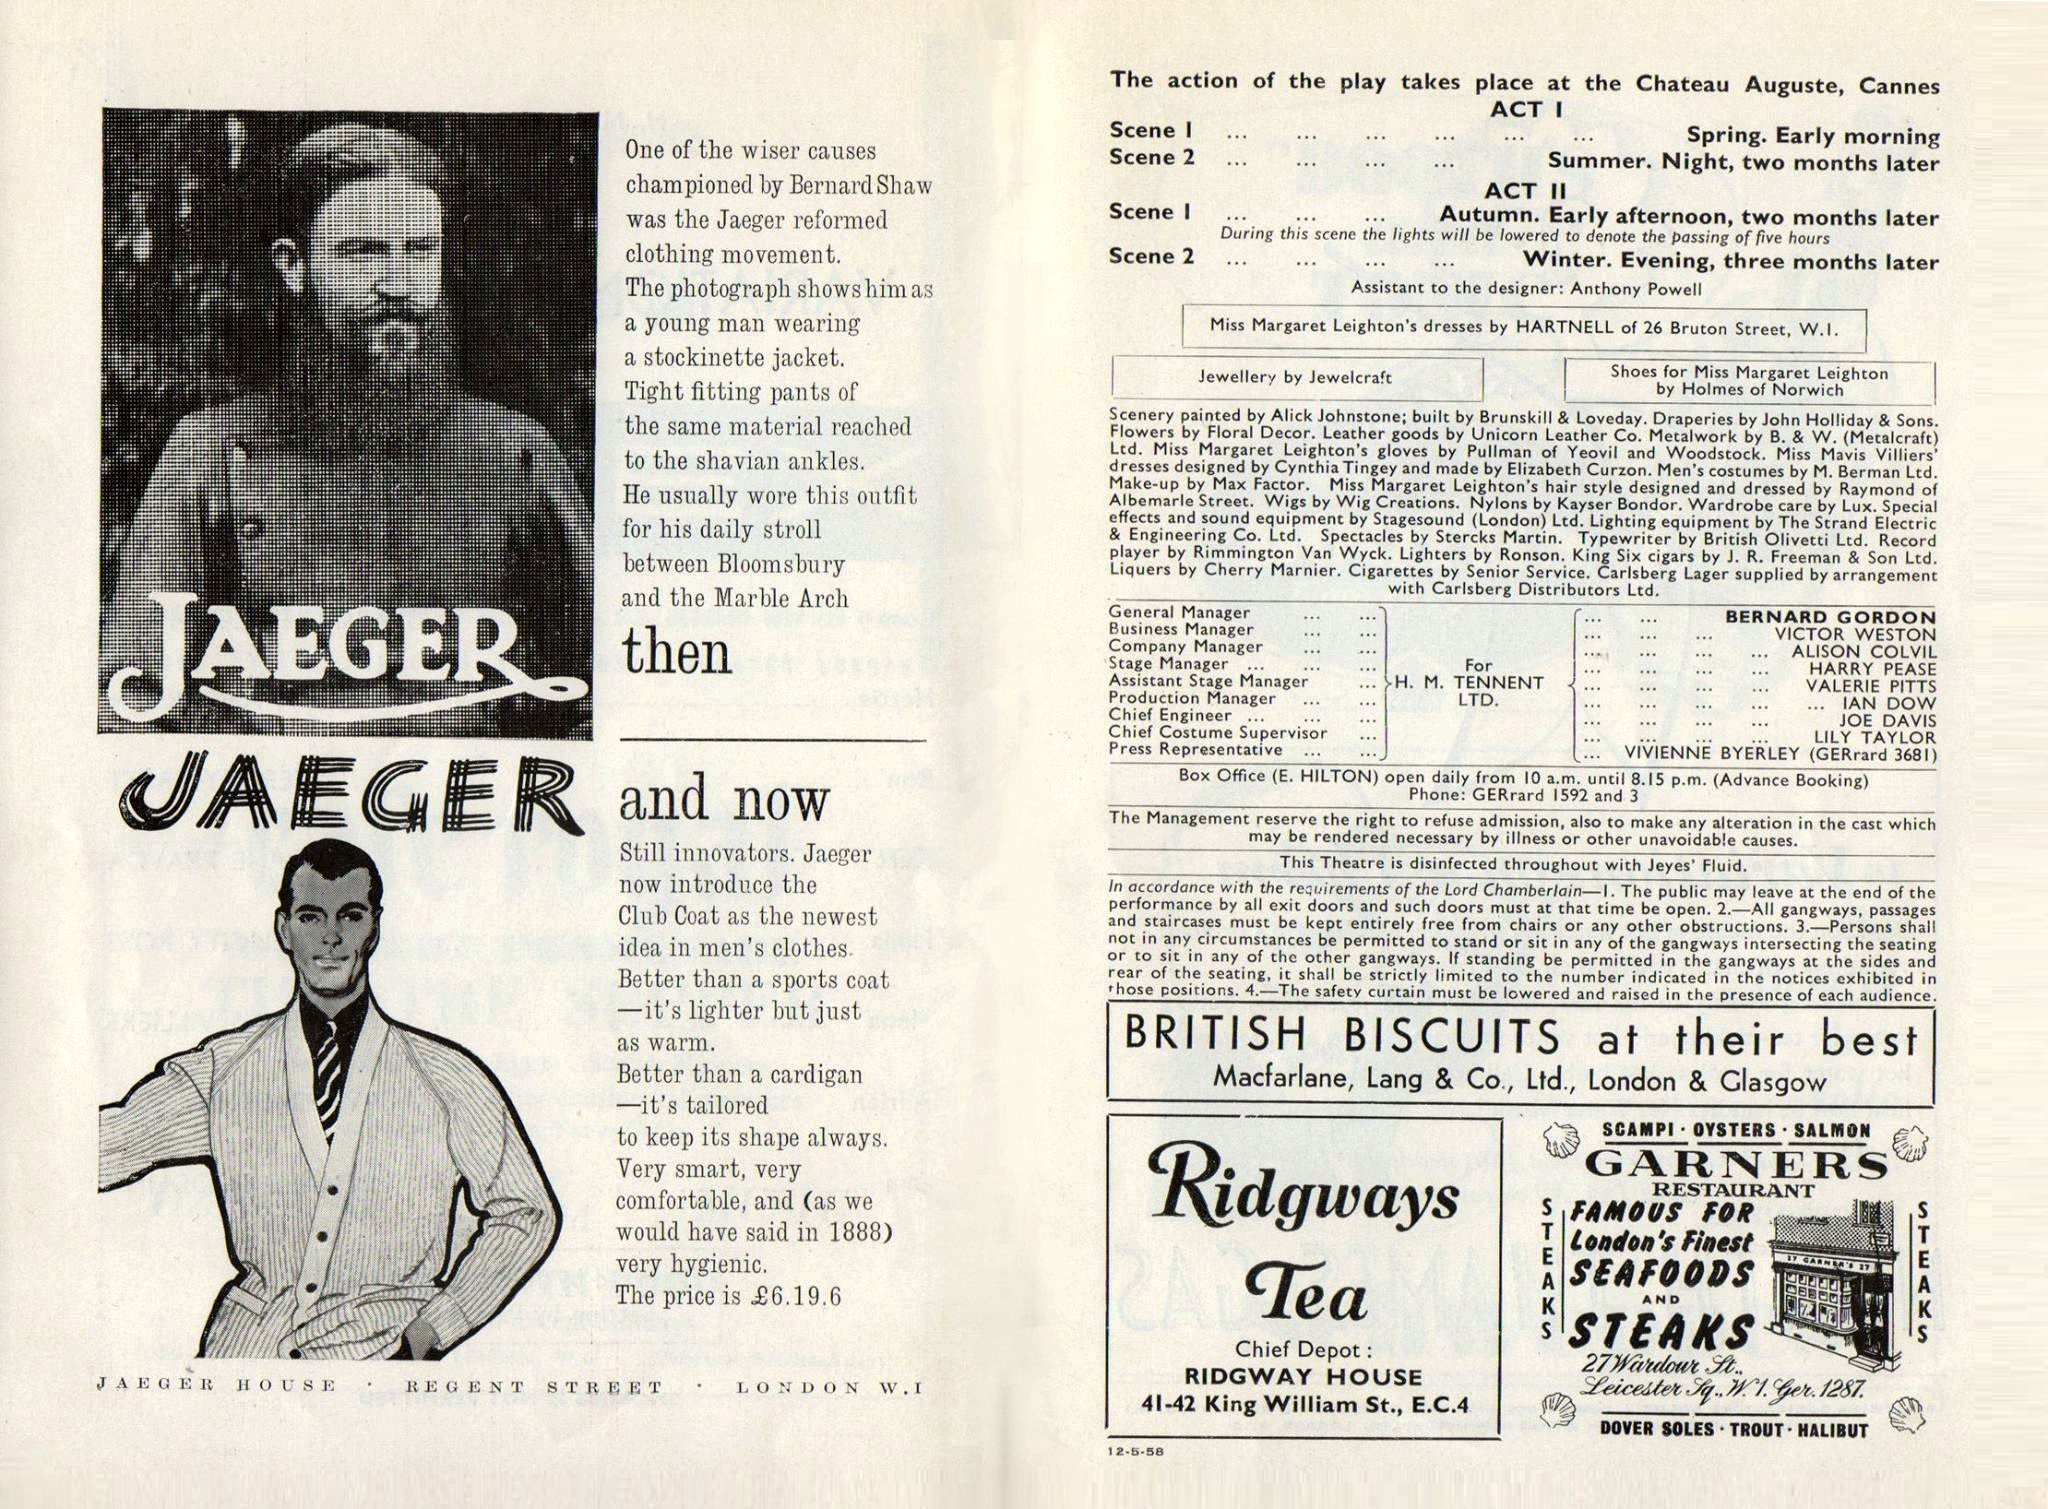 One of the wiser causes
championed by Bernard Shaw
was the Jaeger reformed
clothing movement.
The photograph shows him as
a young man wearing
a stockinette jacket.
Tight fitting pants of
the same material reached
to the shavian ankles.
He usually wore this outfit
for his daily stroll
between Bloomsbury
and the Marble Arch
JAEGER
then
JAEGER
and now
Still innovators. Jaeger
now introduce the
Club Coat as the newest
idea in men's clothes.
Better than a sports coat
—it's lighter but just
as warm.
Better than a cardigan
—it's tailored
to keep its shape always.
Very smart, very
comfortable, and (as we
would have said in 1888)
very hygienic.
The price is £6.19.6
JAEGER HOUSE · REGENT STREET · LONDON W.I
The action of the play takes place at the Chateau Auguste, Cannes
ACT I
Scene 1 ... ... ... ... ... ... Spring. Early morning
Scene 2 ... ... ... ... Summer. Night, two months later
ACT II
Scene 1 ... ... ... Autumn. Early afternoon, two months later
During this scene the lights will be lowered to denote the passing of five hours
Scene 2 ... ... ... ... Winter. Evening, three months later
Assistant to the designer: Anthony Powell
Miss Margaret Leighton's dresses by HARTNELL of 26 Bruton Street, W.I.
Jewellery by Jewelcraft
Shoes for Miss Margaret Leighton
by Holmes of Norwich
Scenery painted by Alick Johnstone; built by Brunskill & Loveday. Draperies by John Holliday & Sons.
Flowers by Floral Decor. Leather goods by Unicorn Leather Co. Metalwork by B. & W. (Metalcraft)
Ltd. Miss Margaret Leighton's gloves by Pullman of Yeovil and Woodstock. Miss Mavis Villiers'
dresses designed by Cynthia Tingey and made by Elizabeth Curzon. Men's costumes by M. Berman Ltd.
Make-up by Max Factor. Miss Margaret Leighton's hair style designed and dressed by Raymond of
Albemarle Street. Wigs by Wig Creations. Nylons by Kayser Bondor. Wardrobe care by Lux. Special
effects and sound equipment by Stagesound (London) Ltd. Lighting equipment by The Strand Electric
& Engineering Co. Ltd. Spectacles by Stercks Martin. Typewriter by British Olivetti Ltd. Record
player by Rimmington Van Wyck. Lighters by Ronson. King Six cigars by J. R. Freeman & Son Ltd.
Liquers by Cherry Marnier. Cigarettes by Senior Service. Carlsberg Lager supplied by arrangement
with Carlsberg Distributors Ltd.
General Manager ... ... ... ... BERNARD GORDON
Business Manager ... ... ... ... ... VICTOR WESTON
Company Manager ... ... ... ... ... ... ALISON COLVIL
Stage Manager ... ... ... For ... ... ... ... HARRY PEASE
Assistant Stage Manager ... H. M. TENNENT ... ... ... ... VALERIE PITTS
Production Manager ... ... LTD. ... ... ... ... ... IAN DOW
Chief Engineer ... ... ... ... ... ... ... JOE DAVIS
Chief Costume Supervisor ... ... ... ... ... LILY TAYLOR
Press Representative ... ... ... VIVIENNE BYERLEY (GERrard 3681)
Box Office (E. HILTON) open daily from 10 a.m. until 8.15 p.m. (Advance Booking)
Phone: GERrard 1592 and 3
The Management reserve the right to refuse admission, also to make any alteration in the cast which
may be rendered necessary by illness or other unavoidable causes.
This Theatre is disinfected throughout with Jeyes' Fluid.
In accordance with the requirements of the Lord Chamberlain—1. The public may leave at the end of the
performance by all exit doors and such doors must at that time be open. 2.—All gangways, passages
and staircases must be kept entirely free from chairs or any other obstructions. 3.—Persons shall
not in any circumstances be permitted to stand or sit in any of the gangways intersecting the seating
or to sit in any of the other gangways. If standing be permitted in the gangways at the sides and
rear of the seating, it shall be strictly limited to the number indicated in the notices exhibited in
those positions. 4.—The safety curtain must be lowered and raised in the presence of each audience.
BRITISH BISCUITS at their best
Macfarlane, Lang & Co., Ltd., London & Glasgow
Ridgways
Tea
Chief Depot :
RIDGWAY HOUSE
41-42 King William St., E.C.4
SCAMPI · OYSTERS · SALMON
GARNERS
RESTAURANT
STEAKS
FAMOUS FOR
London's Finest
SEAFOODS
AND
STEAKS
27 GARNER'S 27
STEAKS
27 Wardour St.,
Leicester Sq., W.1. Ger. 1287.
DOVER SOLES · TROUT · HALIBUT
12-5-58